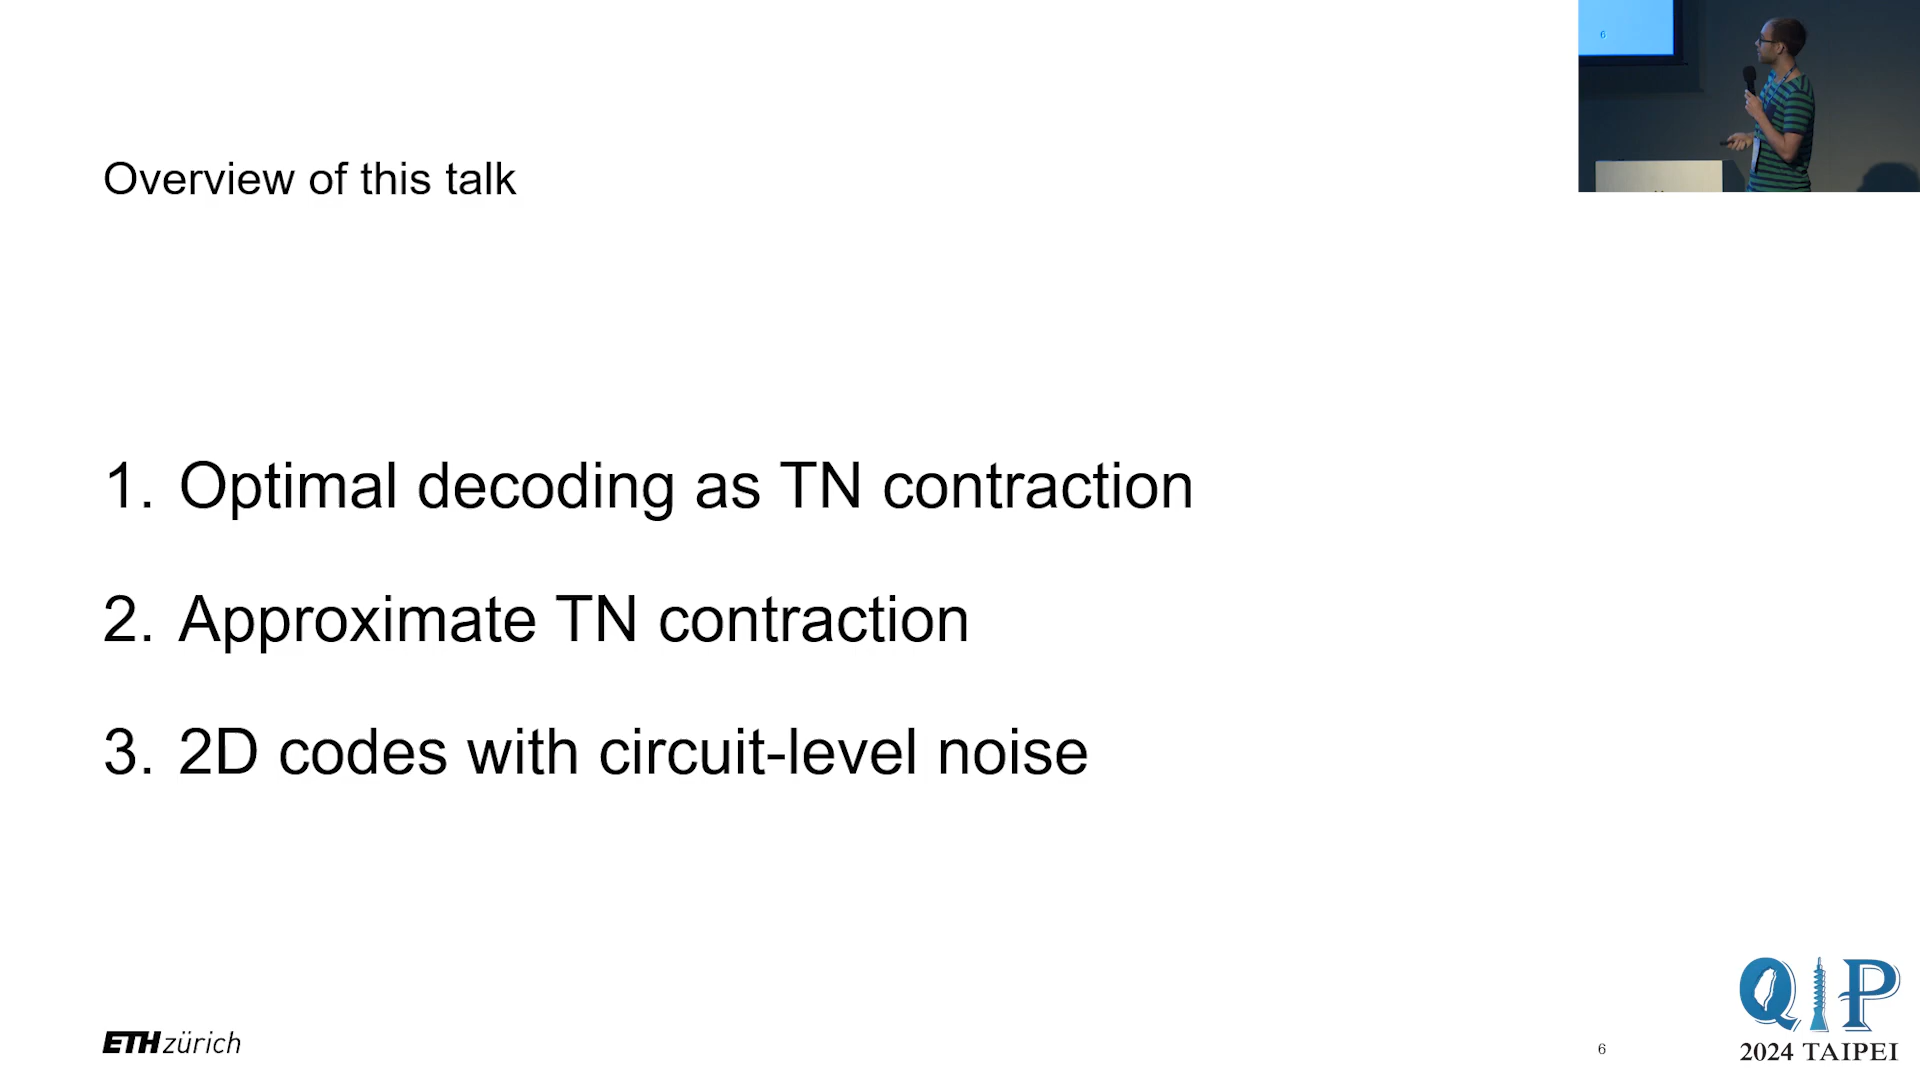 6
Overview of this talk
1. Optimal decoding as TN contraction
2. Approximate TN contraction
3. 2D codes with circuit-level noise
ETH zürich
6
QIP
2024 TAIPEI